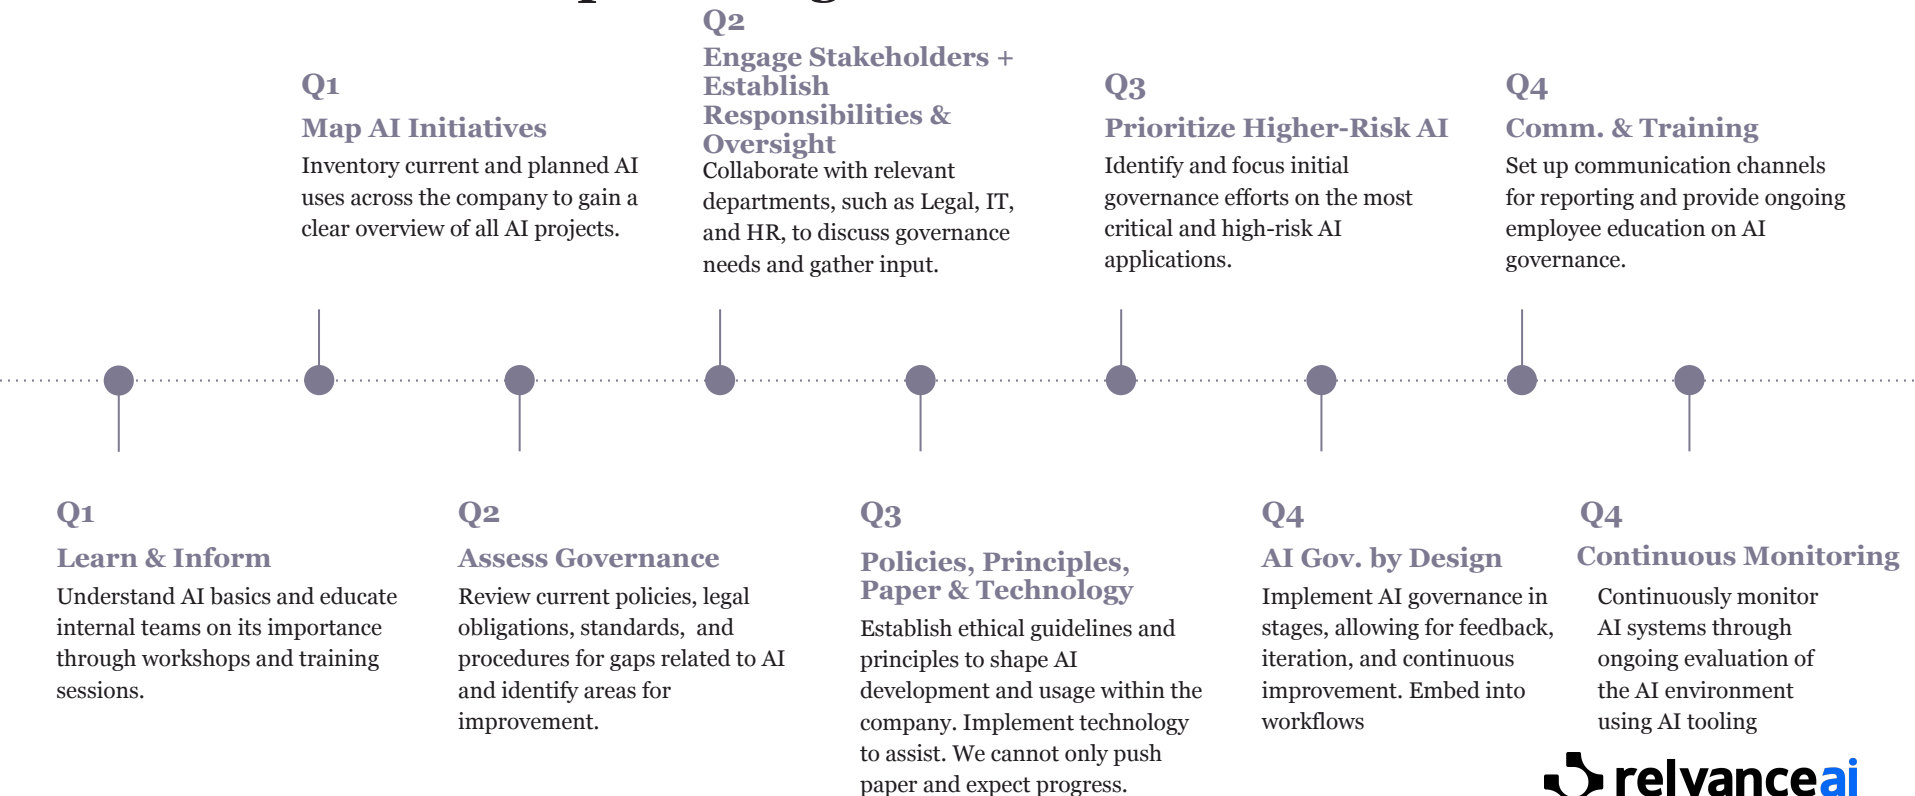 Q1
Map AI Initiatives
Inventory current and planned AI
uses across the company to gain a
clear overview of all AI projects.
Q2
Engage Stakeholders +
Establish
Responsibilities &
Oversight
Collaborate with relevant
departments, such as Legal, IT,
and HR, to discuss governance
needs and gather input.
Q3
Prioritize Higher-Risk AI
Identify and focus initial
governance efforts on the most
critical and high-risk AI
applications.
Q4
Comm. & Training
Set up communication channels
for reporting and provide ongoing
employee education on AI
governance.
Q1
Learn & Inform
Understand AI basics and educate
internal teams on its importance
through workshops and training
sessions.
Q2
Assess Governance
Review current policies, legal
obligations, standards,  and
procedures for gaps related to AI
and identify areas for
improvement.
Q3
Policies, Principles,
Paper & Technology
Establish ethical guidelines and
principles to shape AI
development and usage within the
company. Implement technology
to assist. We cannot only push
paper and expect progress.
Q4
AI Gov. by Design
Implement AI governance in
stages, allowing for feedback,
iteration, and continuous
improvement. Embed into
workflows
Q4
Continuous Monitoring
Continuously monitor
AI systems through
ongoing evaluation of
the AI environment
using AI tooling
relvanceai